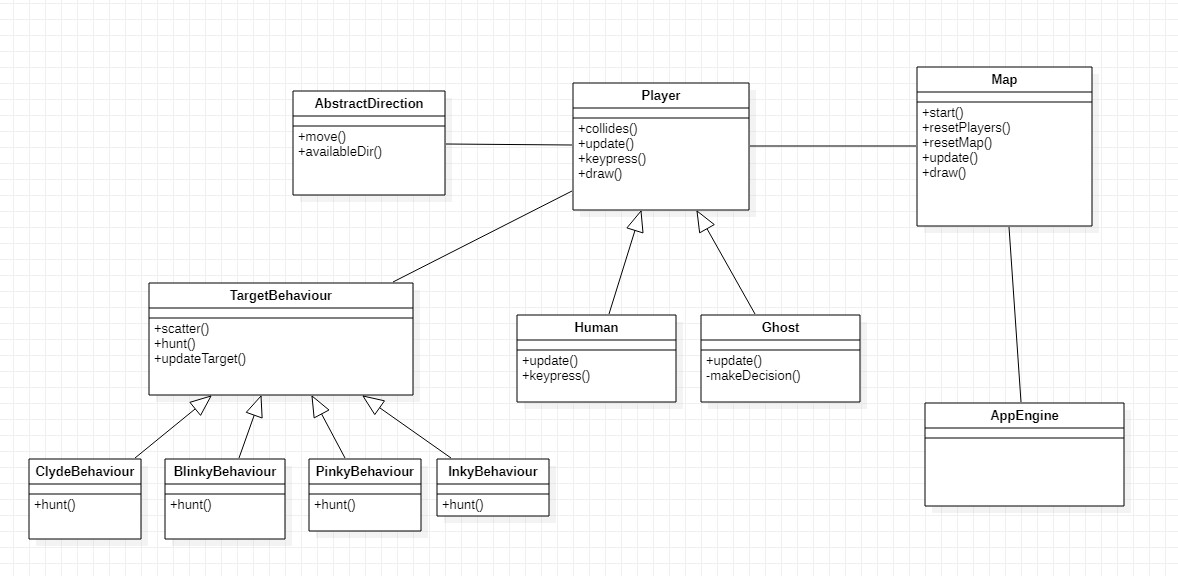 AbstractDirection
+move()
+availableDir()
Player
+collides()
+update()
+keypress()
+draw()
Map
+start()
+resetPlayers()
+resetMap()
+update()
+draw()
TargetBehaviour
+scatter()
+hunt()
+updateTarget()
Human
+update()
+keypress()
Ghost
+update()
-makeDecision()
AppEngine
ClydeBehaviour
+hunt()
BlinkyBehaviour
+hunt()
PinkyBehaviour
+hunt()
InkyBehaviour
+hunt()